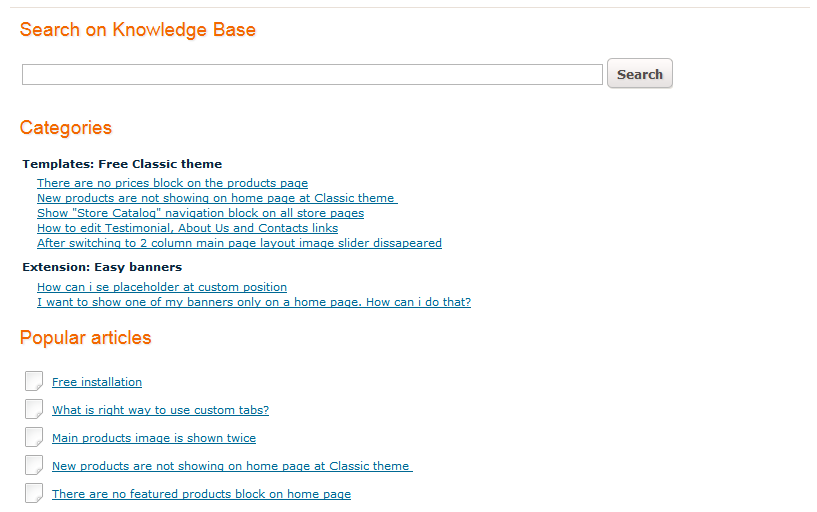 Search on Knowledge Base
Search
Categories
Templates: Free Classic theme
There are no prices block on the products page
New products are not showing on home page at Classic theme
Show "Store Catalog" navigation block on all store pages
How to edit Testimonial, About Us and Contacts links
After switching to 2 column main page layout image slider dissapeared
Extension: Easy banners
How can i se placeholder at custom position
I want to show one of my banners only on a home page. How can i do that?
Popular articles
Free installation
What is right way to use custom tabs?
Main products image is shown twice
New products are not showing on home page at Classic theme
There are no featured products block on home page